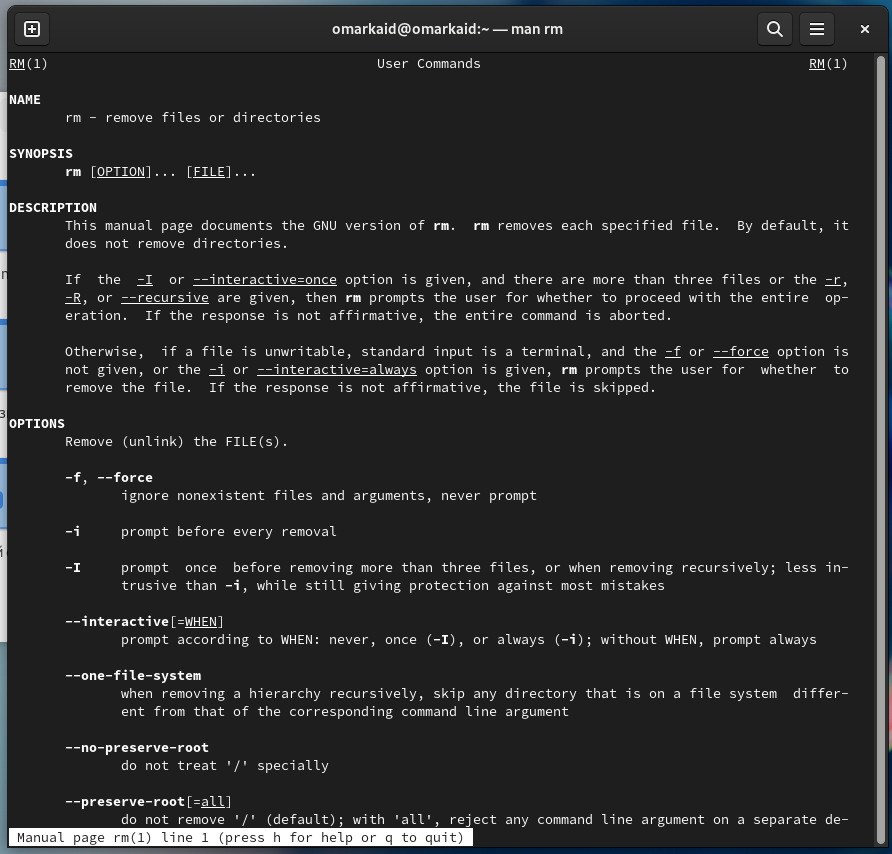 omarkaid@omarkaid:~ — man rm
RM(1) User Commands RM(1)
NAME
rm - remove files or directories
SYNOPSIS
rm [OPTION]... [FILE]...
DESCRIPTION
This manual page documents the GNU version of rm. rm removes each specified file. By default, it
does not remove directories.
If the -I or --interactive=once option is given, and there are more than three files or the -r,
-R, or --recursive are given, then rm prompts the user for whether to proceed with the entire op-
eration. If the response is not affirmative, the entire command is aborted.
Otherwise, if a file is unwritable, standard input is a terminal, and the -f or --force option is
not given, or the -i or --interactive=always option is given, rm prompts the user for whether to
remove the file. If the response is not affirmative, the file is skipped.
OPTIONS
Remove (unlink) the FILE(s).
-f, --force
ignore nonexistent files and arguments, never prompt
-i prompt before every removal
-I prompt once before removing more than three files, or when removing recursively; less in-
trusive than -i, while still giving protection against most mistakes
--interactive[=WHEN]
prompt according to WHEN: never, once (-I), or always (-i); without WHEN, prompt always
--one-file-system
when removing a hierarchy recursively, skip any directory that is on a file system differ-
ent from that of the corresponding command line argument
--no-preserve-root
do not treat '/' specially
--preserve-root[=all]
do not remove '/' (default); with 'all', reject any command line argument on a separate de-
Manual page rm(1) line 1 (press h for help or q to quit)